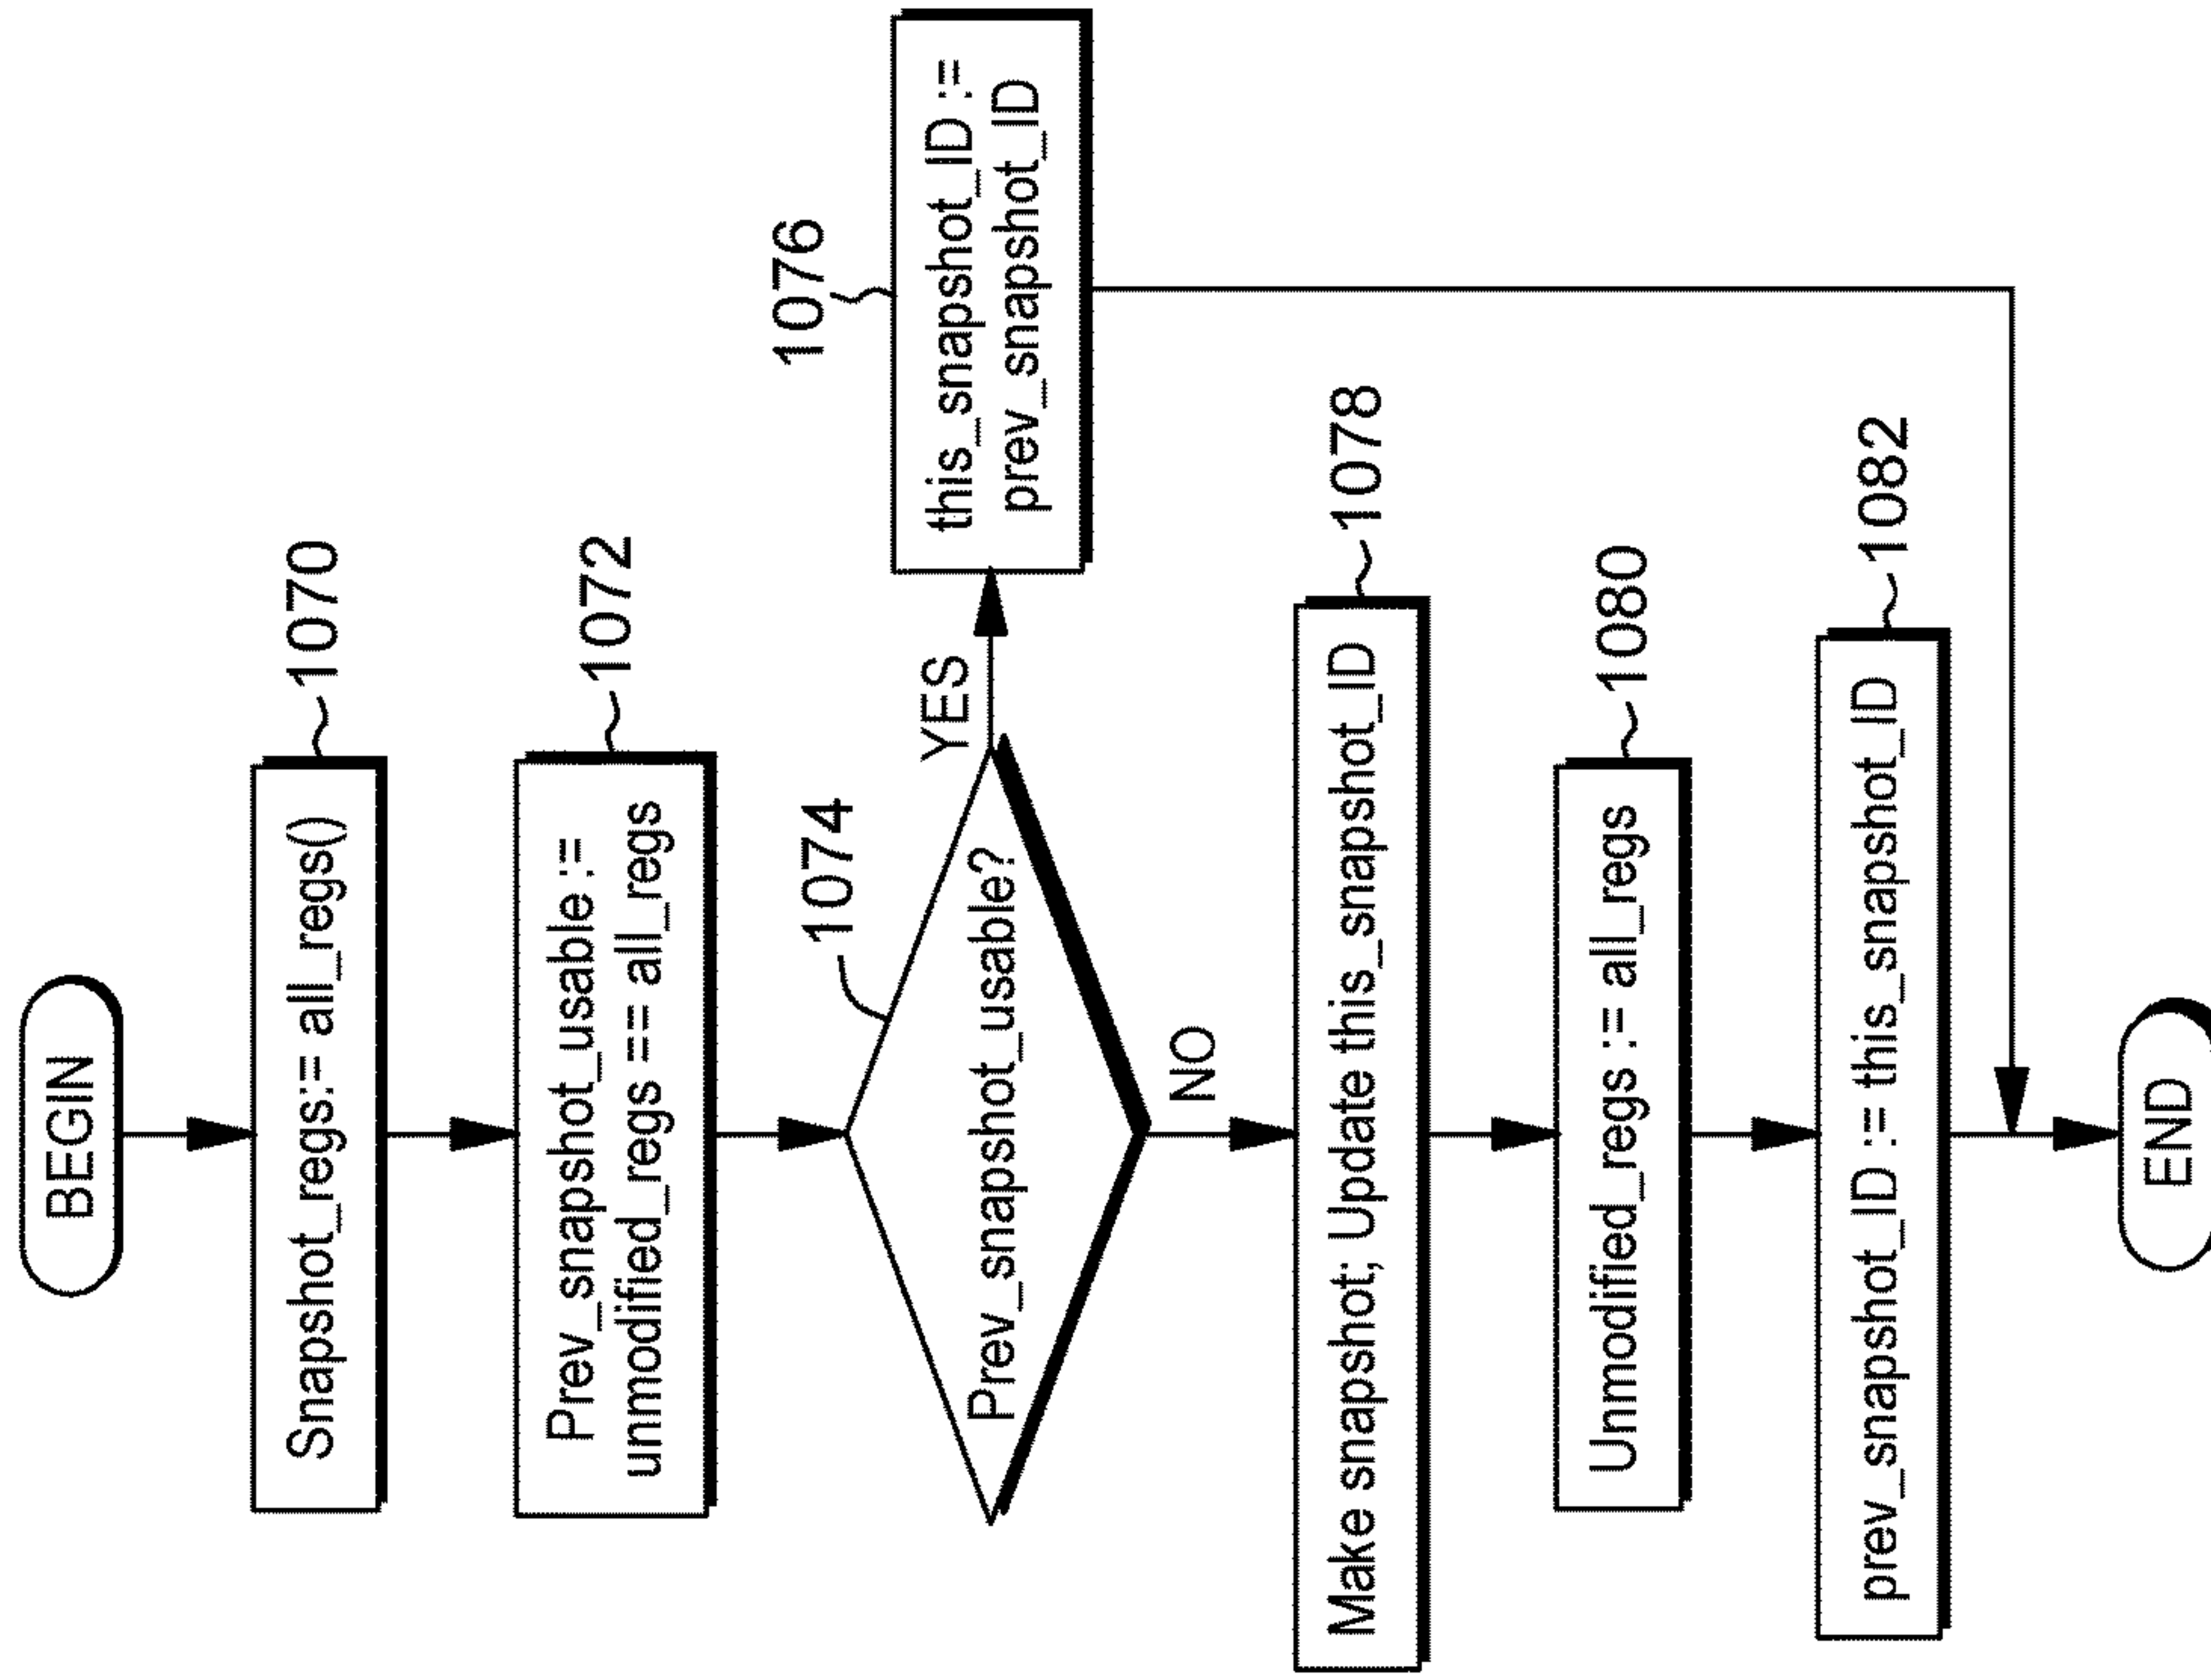 BEGIN
Snapshot_regs:= all_regs()
1070
Prev_snapshot_usable :=
unmodified_regs == all_regs
1072
Prev_snapshot_usable?
1074
YES
this_snapshot_ID :=
prev_snapshot_ID
1076
NO
Make snapshot; Update this_snapshot_ID
1078
Unmodified_regs := all_regs
1080
prev_snapshot_ID := this_snapshot_ID
1082
END